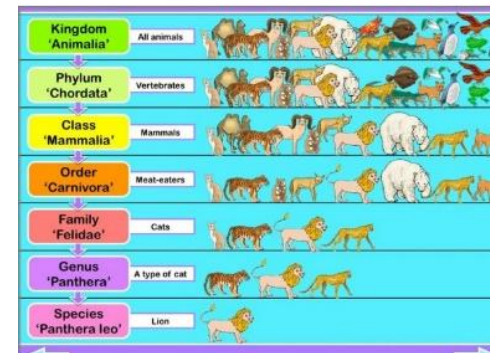 Kingdom
'Animalia'
All animals
Phylum
'Chordata'
Vertebrates
Class
'Mammalia'
Mammals
Order
'Carnivora'
Meat-eaters
Family
'Felidae'
Cats
Genus
'Panthera'
A type of cat
Species
'Panthera leo'
Lion